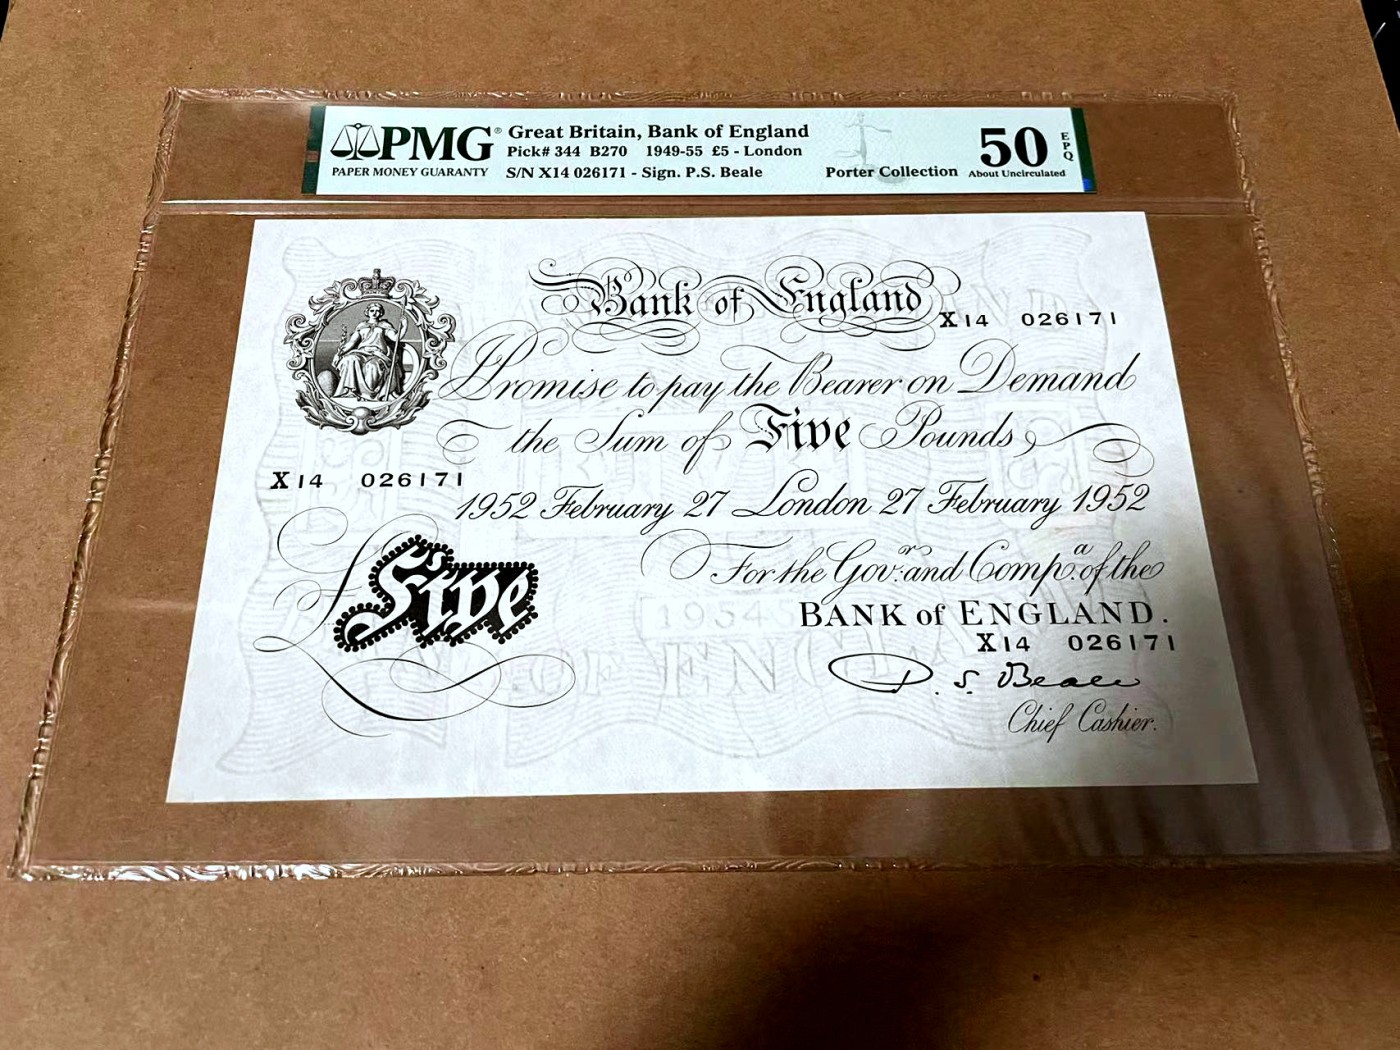 PMG®
PAPER MONEY GUARANTY
Great Britain, Bank of England
Pick# 344 B270 1949-55 £5 - London
S/N X14 026171 - Sign. P.S. Beale
Porter Collection
50
EPQ
About Uncirculated
Bank of England
X14 026171
I Promise to pay the Bearer on Demand
the Sum of Five Pounds
X14 026171
1952 February 27 London 27 February 1952
For the Govr: and Compa: of the
BANK of ENGLAND.
X14 026171
P. S. Beale
Chief Cashier.
Five
OF ENGLAND